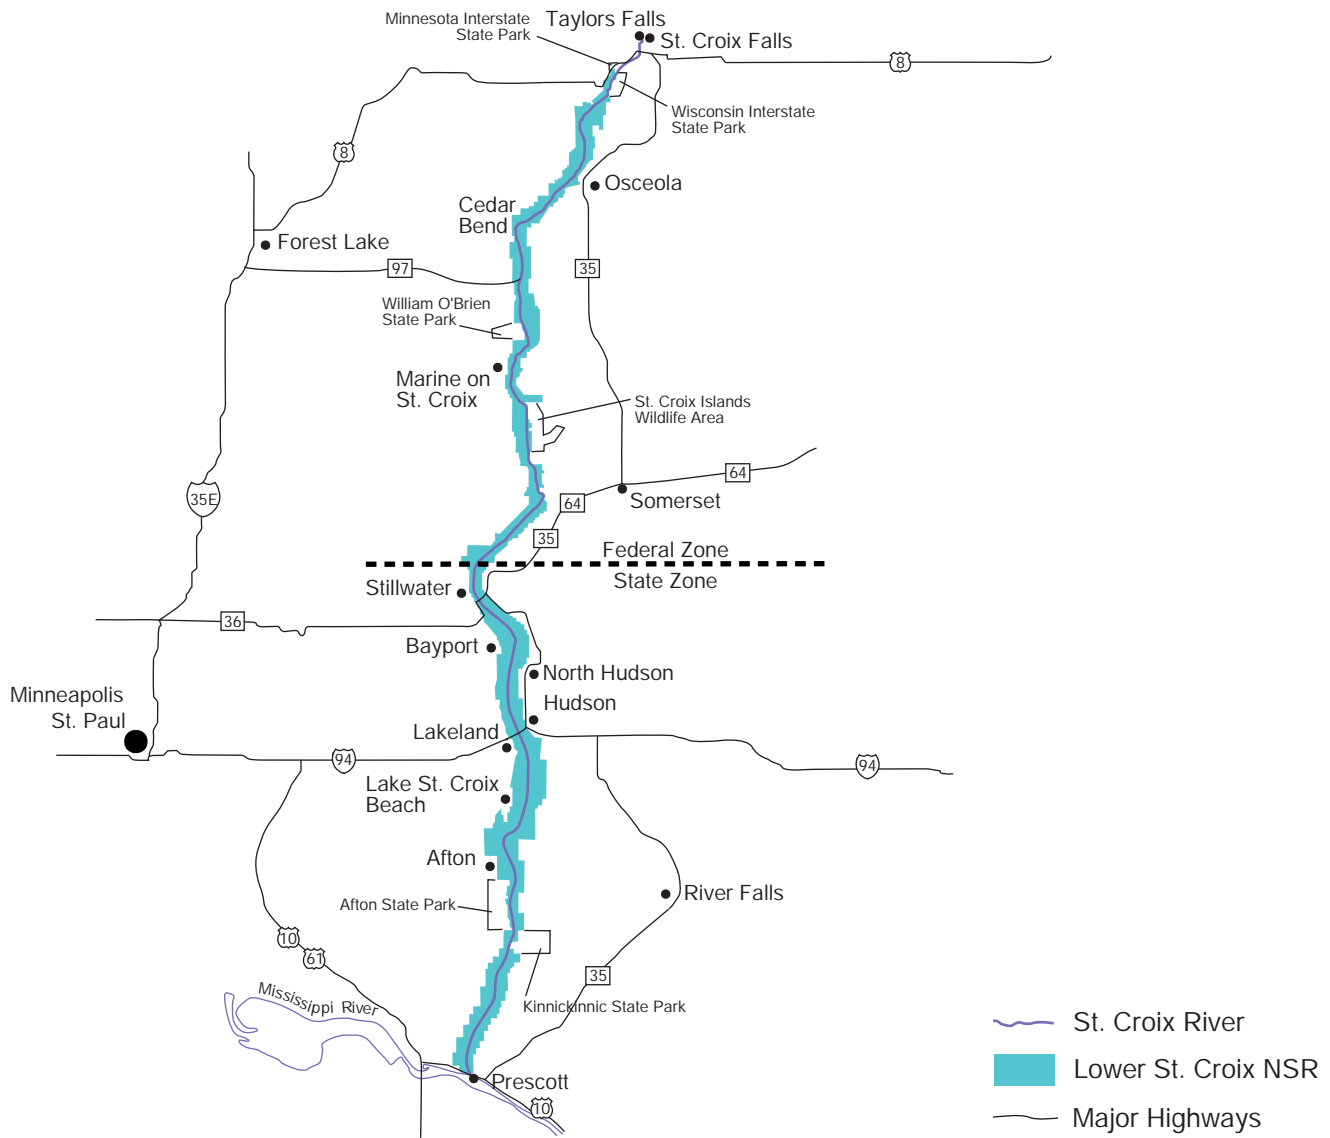 Minnesota Interstate
State Park
Taylors Falls
St. Croix Falls
8
Wisconsin Interstate
State Park
8
Osceola
Cedar
Bend
Forest Lake
97
35
William O'Brien
State Park
Marine on
St. Croix
St. Croix Islands
Wildlife Area
64
35E
64
Somerset
35
Federal Zone
State Zone
Stillwater
36
Bayport
North Hudson
Minneapolis
St. Paul
Hudson
Lakeland
94
94
Lake St. Croix
Beach
Afton
River Falls
Afton State Park
10
61
35
Mississippi River
Kinnickinnic State Park
St. Croix River
Lower St. Croix NSR
Prescott
10
Major Highways